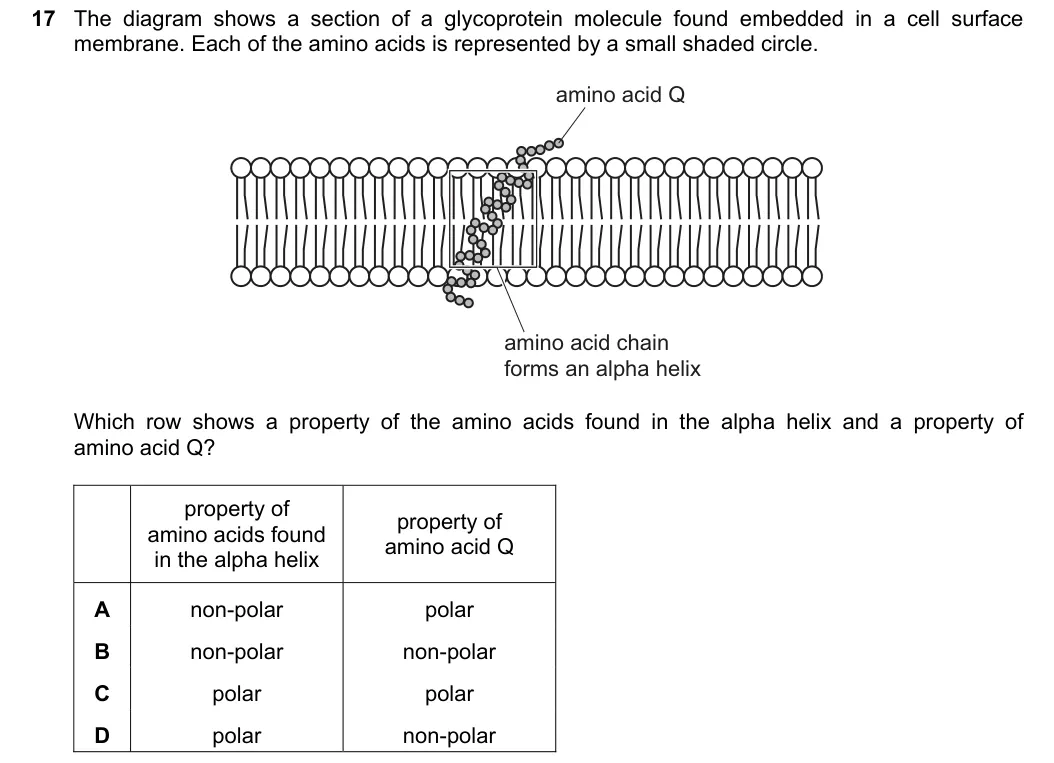 17 The diagram shows a section of a glycoprotein molecule found embedded in a cell surface
membrane. Each of the amino acids is represented by a small shaded circle.
amino acid Q
amino acid chain
forms an alpha helix
Which row shows a property of the amino acids found in the alpha helix and a property of
amino acid Q?
property of
amino acids found
in the alpha helix
property of
amino acid Q
A non-polar polar
B non-polar non-polar
C polar polar
D polar non-polar